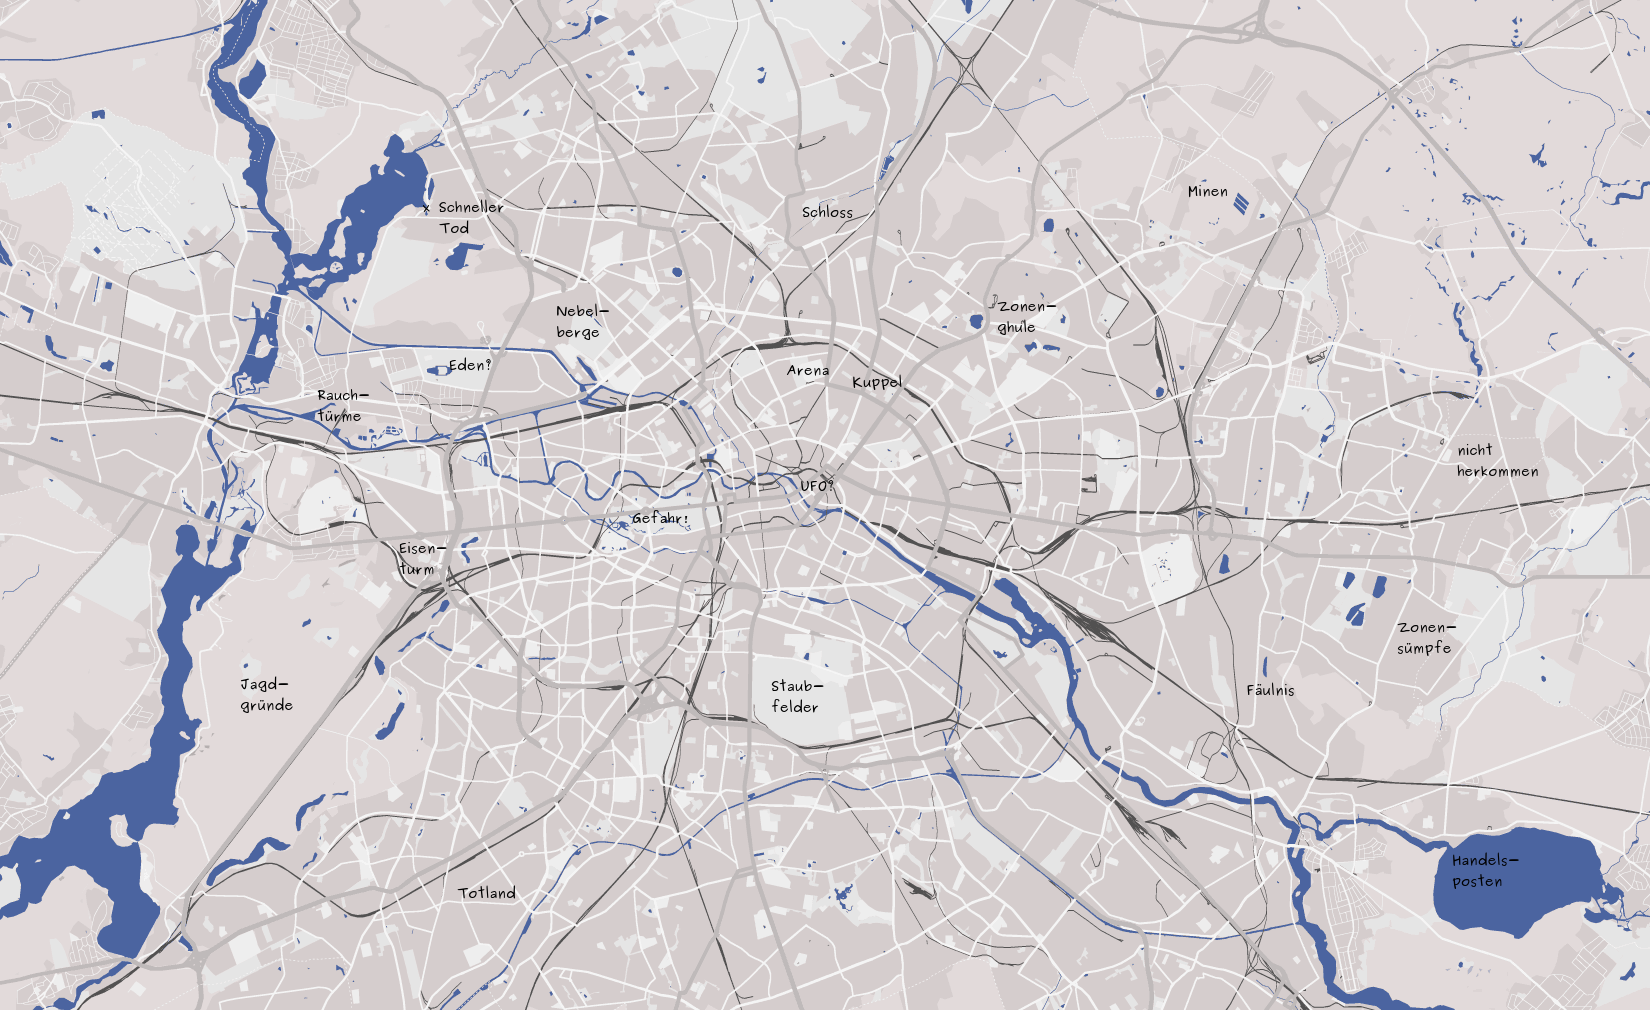 Minen
x Schneller
Tod
Schloss
Zonen-
ghule
Nebel-
berge
Eden?
Arena
Kuppel
Rauch-
türme
nicht
herkommen
UFO?
Gefahr!
Eisen-
turm
Zonen-
sümpfe
Jagd-
gründe
Staub-
felder
Fäulnis
Handels-
posten
Totland